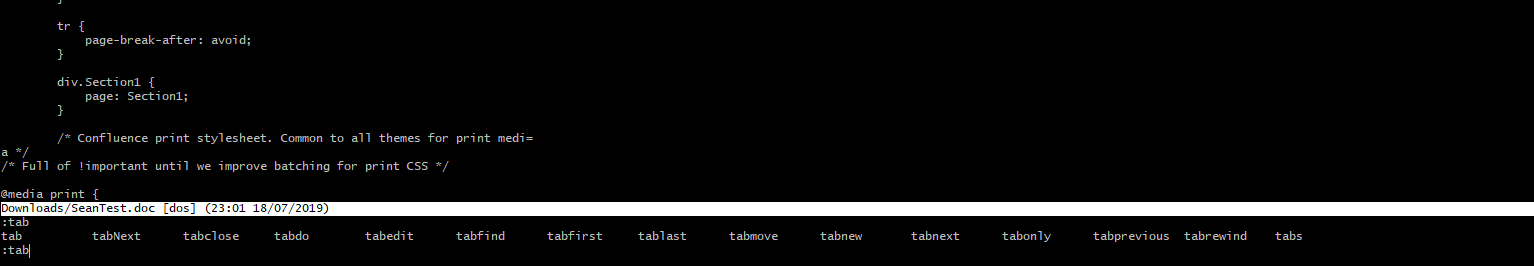 }
tr {
page-break-after: avoid;
}
div.Section1 {
page: Section1;
}
/* Confluence print stylesheet. Common to all themes for print medi=
a */
/* Full of !important until we improve batching for print CSS */
@media print {
Downloads/SeanTest.doc [dos] (23:01 18/07/2019)
:tab
tab tabNext tabclose tabdo tabedit tabfind tabfirst tablast tabmove tabnew tabnext tabonly tabprevious tabrewind tabs
:tab